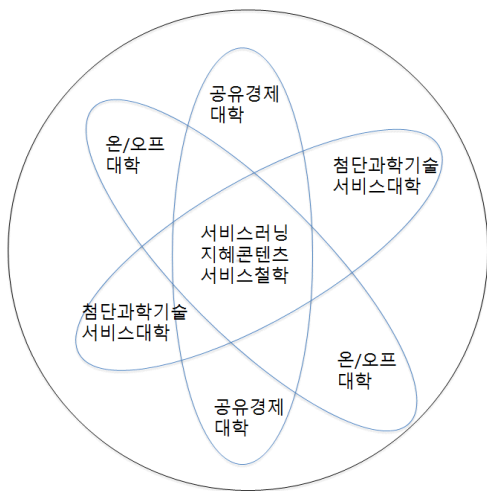 공유경제
대학
온/오프
대학
첨단과학기술
서비스대학
서비스러닝
지혜콘텐츠
서비스철학
첨단과학기술
서비스대학
온/오프
대학
공유경제
대학